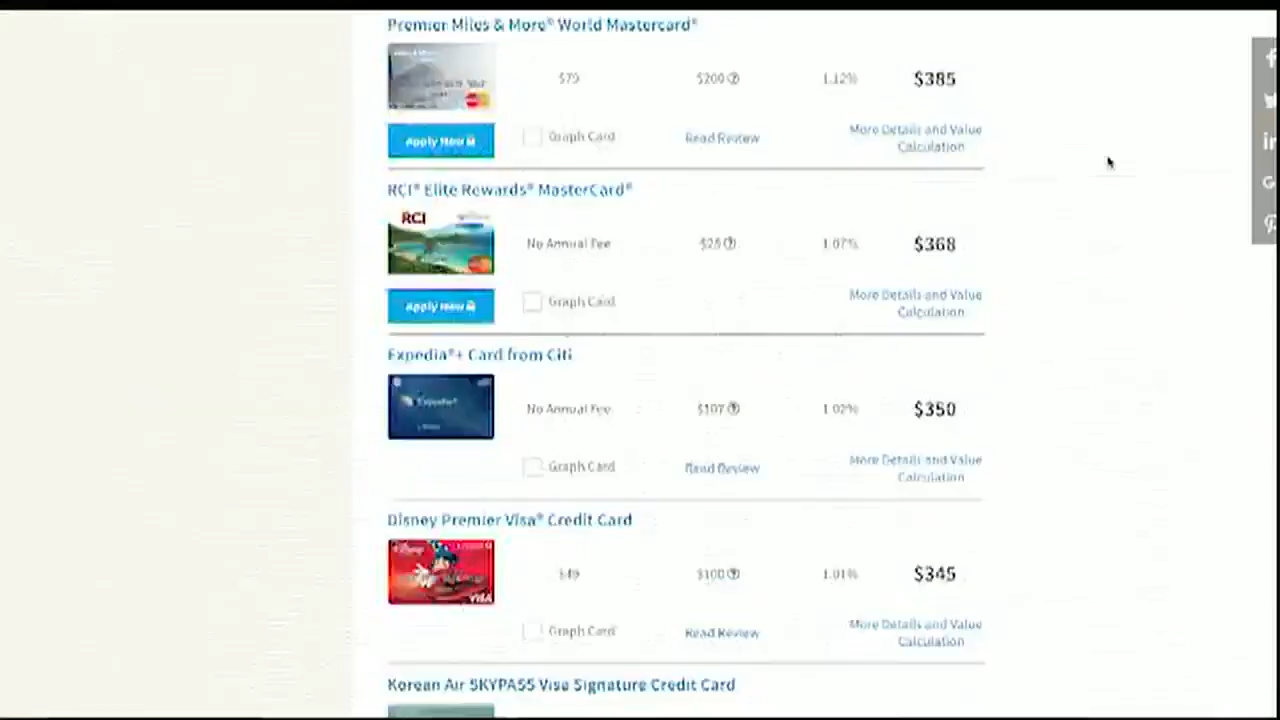 Premier Miles & More® World Mastercard®
$79 $200 1.12% $385
Apply Now Graph Card Read Review More Details and Value
Calculation
RCI® Elite Rewards® MasterCard®
RCI
No Annual Fee 1.07% $368
Apply Now Graph Card More Details and Value
Calculation
Expedia®+ Card from Citi
Expedia
No Annual Fee $107 1.02% $350
Graph Card Read Review More Details and Value
Calculation
Disney Premier Visa® Credit Card
Disney
VISA
$49 $100 1.01% $345
Graph Card Read Review More Details and Value
Calculation
Korean Air SKYPASS Visa Signature Credit Card